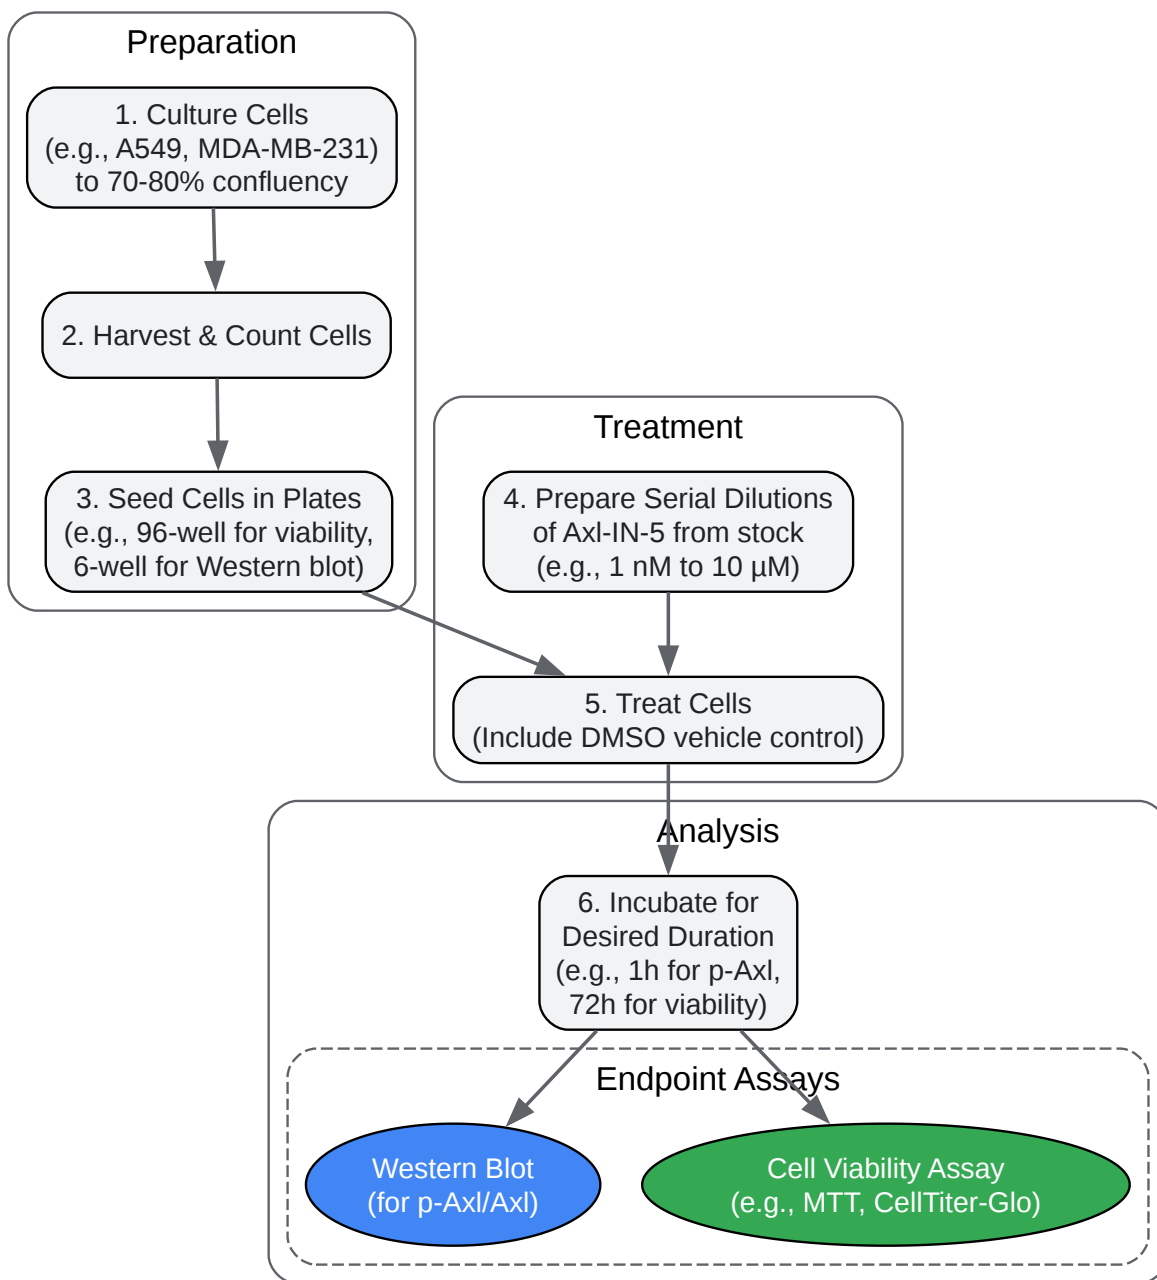 Preparation
1. Culture Cells
(e.g., A549, MDA-MB-231)
to 70-80% confluency
2. Harvest & Count Cells
3. Seed Cells in Plates
(e.g., 96-well for viability,
6-well for Western blot)
Treatment
4. Prepare Serial Dilutions
of Axl-IN-5 from stock
(e.g., 1 nM to 10 µM)
5. Treat Cells
(Include DMSO vehicle control)
Analysis
6. Incubate for
Desired Duration
(e.g., 1h for p-Axl,
72h for viability)
Endpoint Assays
Western Blot
(for p-Axl/Axl)
Cell Viability Assay
(e.g., MTT, CellTiter-Glo)